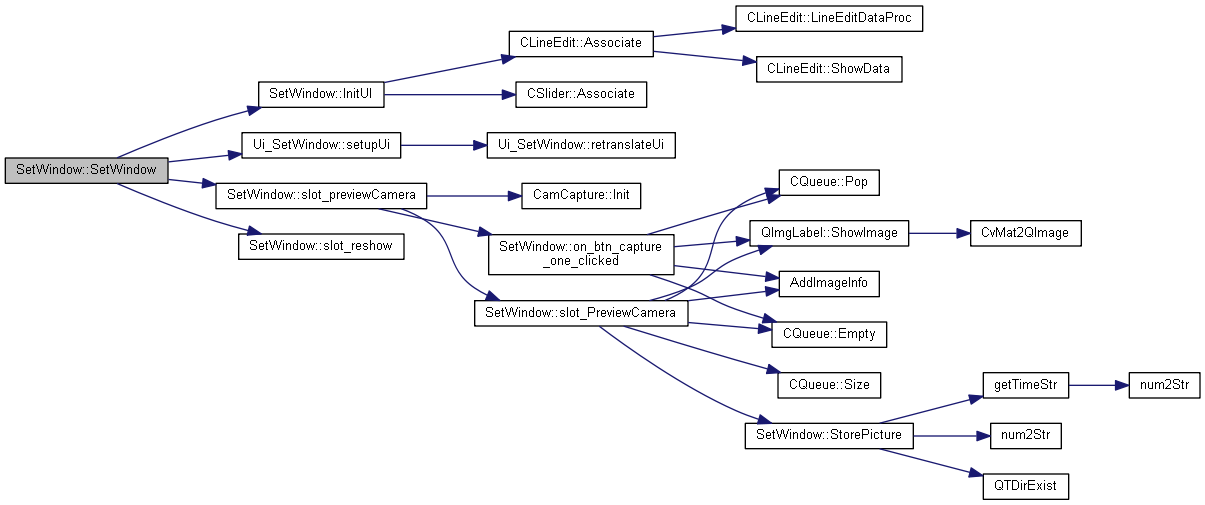 CLineEdit::LineEditDataProc
CLineEdit::Associate
CLineEdit::ShowData
SetWindow::InitUI
CSlider::Associate
Ui_SetWindow::setupUi
Ui_SetWindow::retranslateUi
SetWindow::SetWindow
CQueue::Pop
SetWindow::slot_previewCamera
CamCapture::Init
QImgLabel::ShowImage
CvMat2QImage
SetWindow::slot_reshow
SetWindow::on_btn_capture
_one_clicked
AddImageInfo
SetWindow::slot_PreviewCamera
CQueue::Empty
CQueue::Size
getTimeStr
num2Str
SetWindow::StorePicture
num2Str
QTDirExist